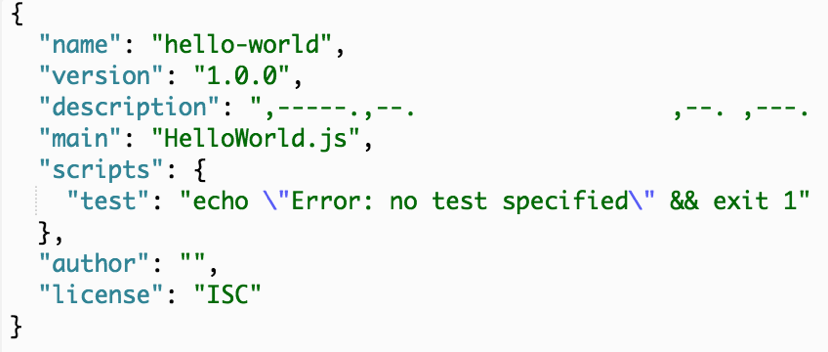 {
  "name": "hello-world",
  "version": "1.0.0",
  "description": ",-----.,--.                  ,--. ,---.
  "main": "HelloWorld.js",
  "scripts": {
    "test": "echo \"Error: no test specified\" && exit 1"
  },
  "author": "",
  "license": "ISC"
}